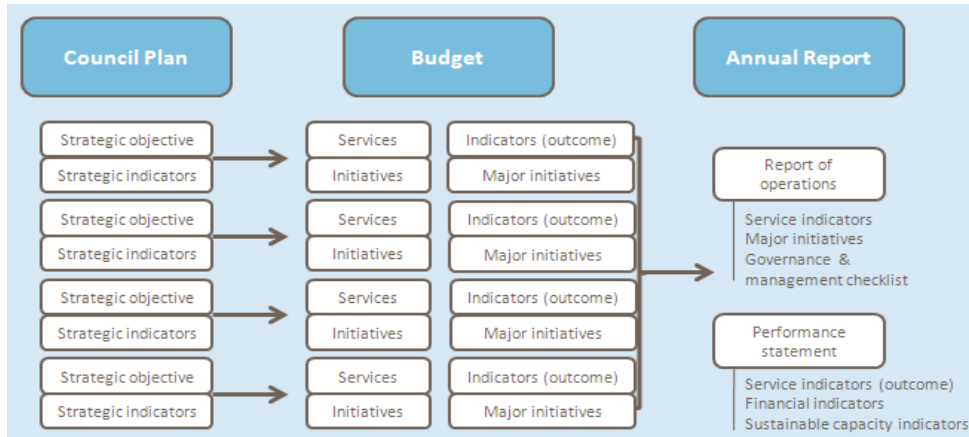 Council Plan
Budget
Annual Report
Strategic objective
Strategic indicators
Services
Initiatives
Indicators (outcome)
Major initiatives
Strategic objective
Strategic indicators
Services
Initiatives
Indicators (outcome)
Major initiatives
Strategic objective
Strategic indicators
Services
Initiatives
Indicators (outcome)
Major initiatives
Strategic objective
Strategic indicators
Services
Initiatives
Indicators (outcome)
Major initiatives
Report of
operations
Service indicators
Major initiatives
Governance &
management checklist
Performance
statement
Service indicators (outcome)
Financial indicators
Sustainable capacity indicators